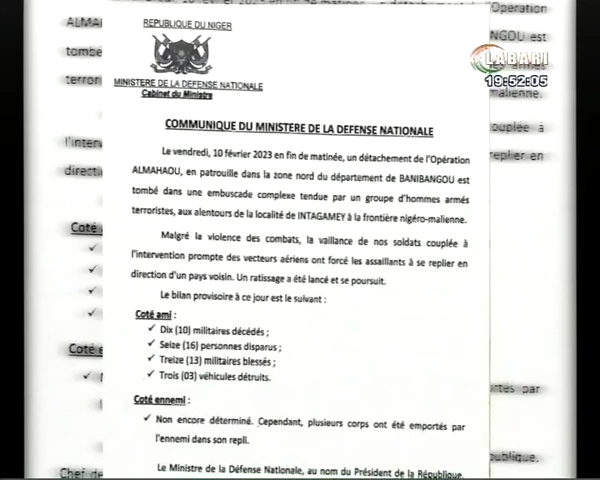 REPUBLIQUE DU NIGER
MINISTERE DE LA DEFENSE NATIONALE
Cabinet du Ministre
LABARI
19:52:05
COMMUNIQUE DU MINISTERE DE LA DEFENSE NATIONALE
Le vendredi, 10 février 2023 en fin de matinée, un détachement de l'Opération
ALMAHAOU, en patrouille dans la zone nord du département de BANIBANGOU est
tombé dans une embuscade complexe tendue par un groupe d'hommes armés
terroristes, aux alentours de la localité de INTAGAMEY à la frontière nigéro-malienne.
Malgré la violence des combats, la vaillance de nos soldats couplée à
l'intervention prompte des vecteurs aériens ont forcé les assaillants à se replier en
direction d'un pays voisin. Un ratissage a été lancé et se poursuit.
Le bilan provisoire à ce jour est le suivant :
Coté ami :
✓ Dix (10) militaires décédés ;
✓ Seize (16) personnes disparus ;
✓ Treize (13) militaires blessés ;
✓ Trois (03) véhicules détruits.
Coté ennemi :
✓ Non encore déterminé. Cependant, plusieurs corps ont été emportés par
l'ennemi dans son repli.
Le Ministre de la Défense Nationale, au nom du Président de la République,